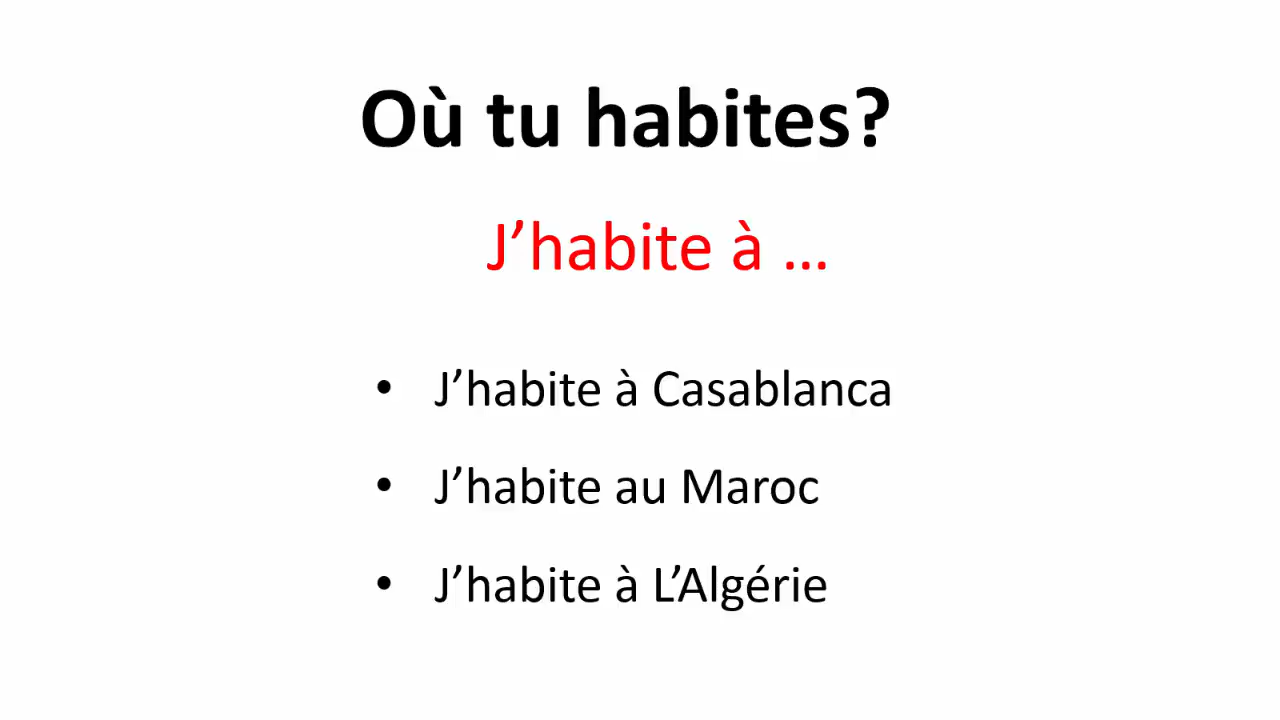 Où tu habites?
J’habite à ...
• J’habite à Casablanca
• J’habite au Maroc
• J’habite à L’Algérie